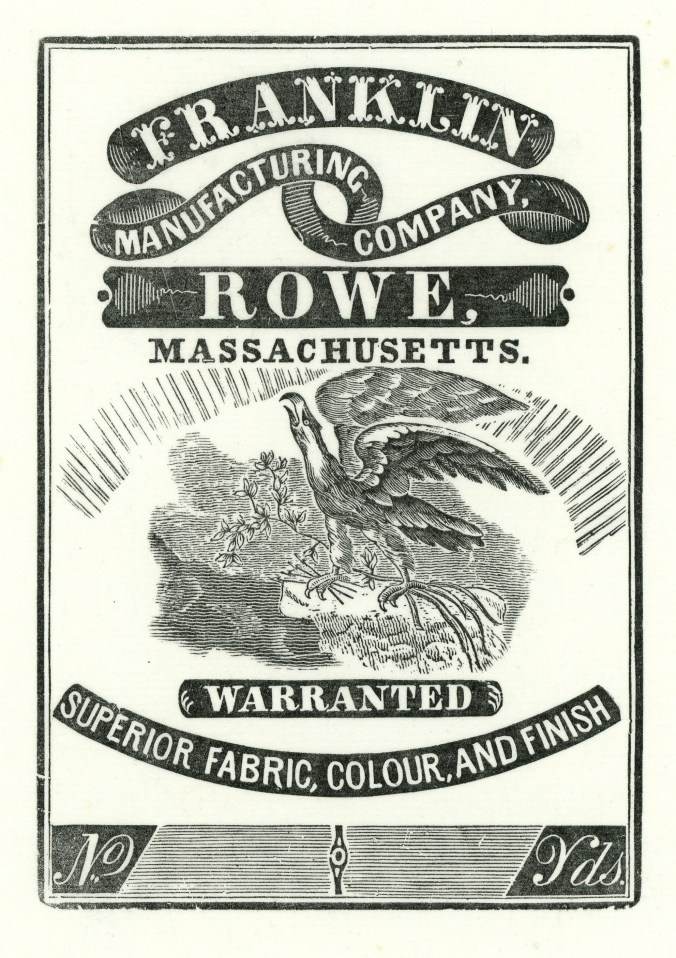 FRANKLIN
MANUFACTURING COMPANY,
ROWE,
MASSACHUSETTS.
WARRANTED
SUPERIOR FABRIC, COLOUR, AND FINISH
No. Yds.